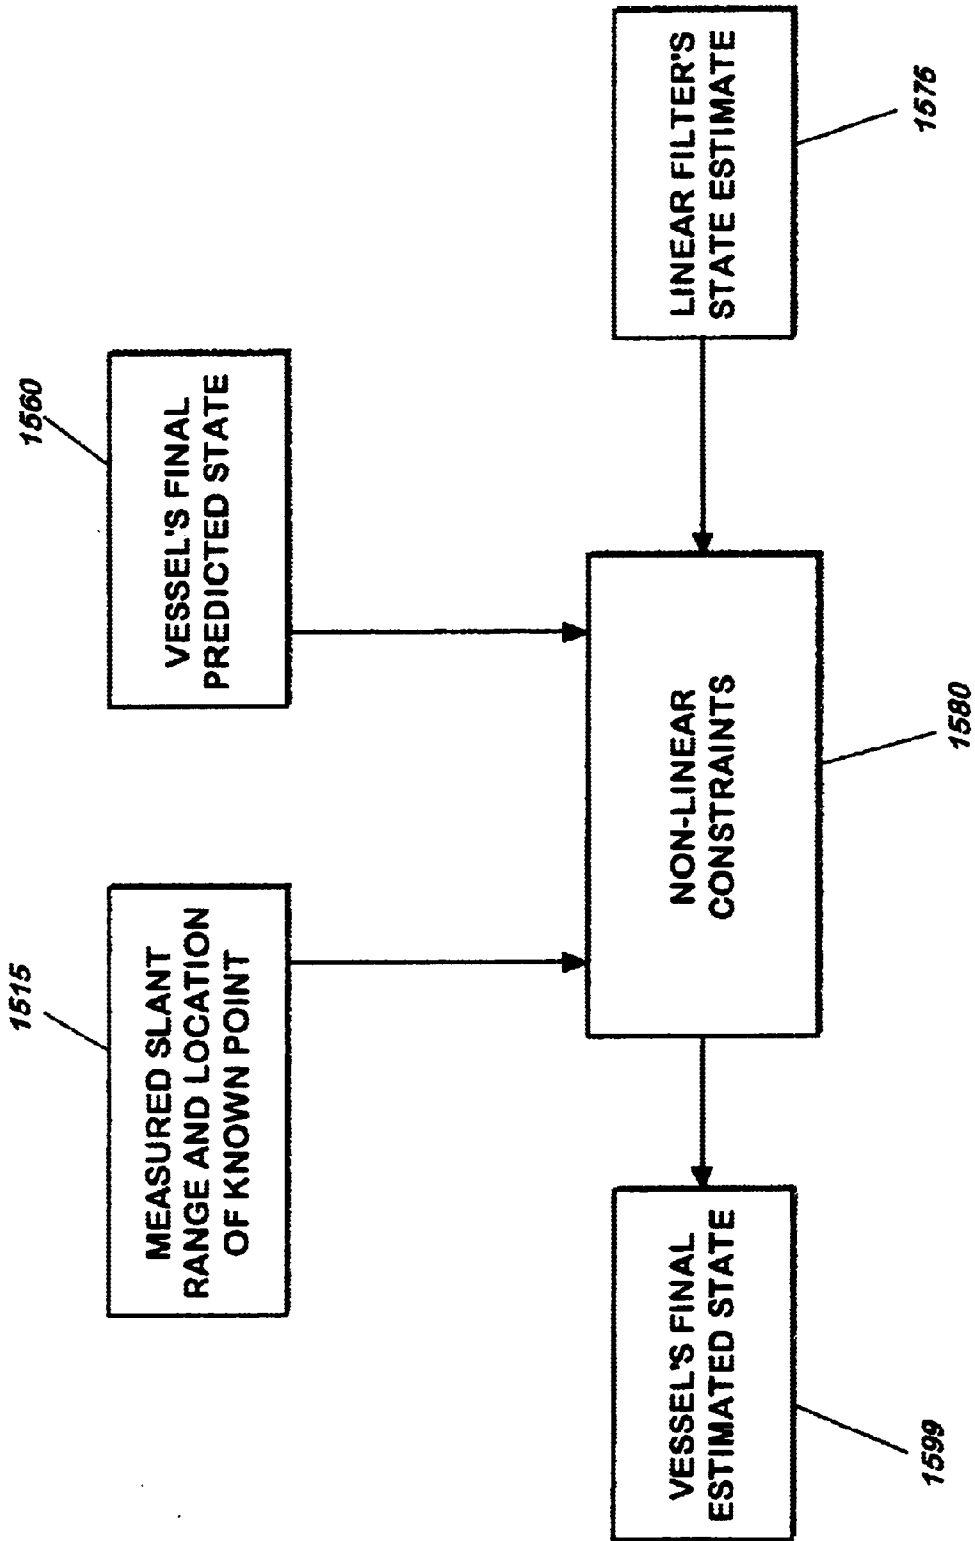 1515
MEASURED SLANT
RANGE AND LOCATION
OF KNOWN POINT
1560
VESSEL'S FINAL
PREDICTED STATE
VESSEL'S FINAL
ESTIMATED STATE
1599
NON-LINEAR
CONSTRAINTS
1580
LINEAR FILTER'S
STATE ESTIMATE
1576